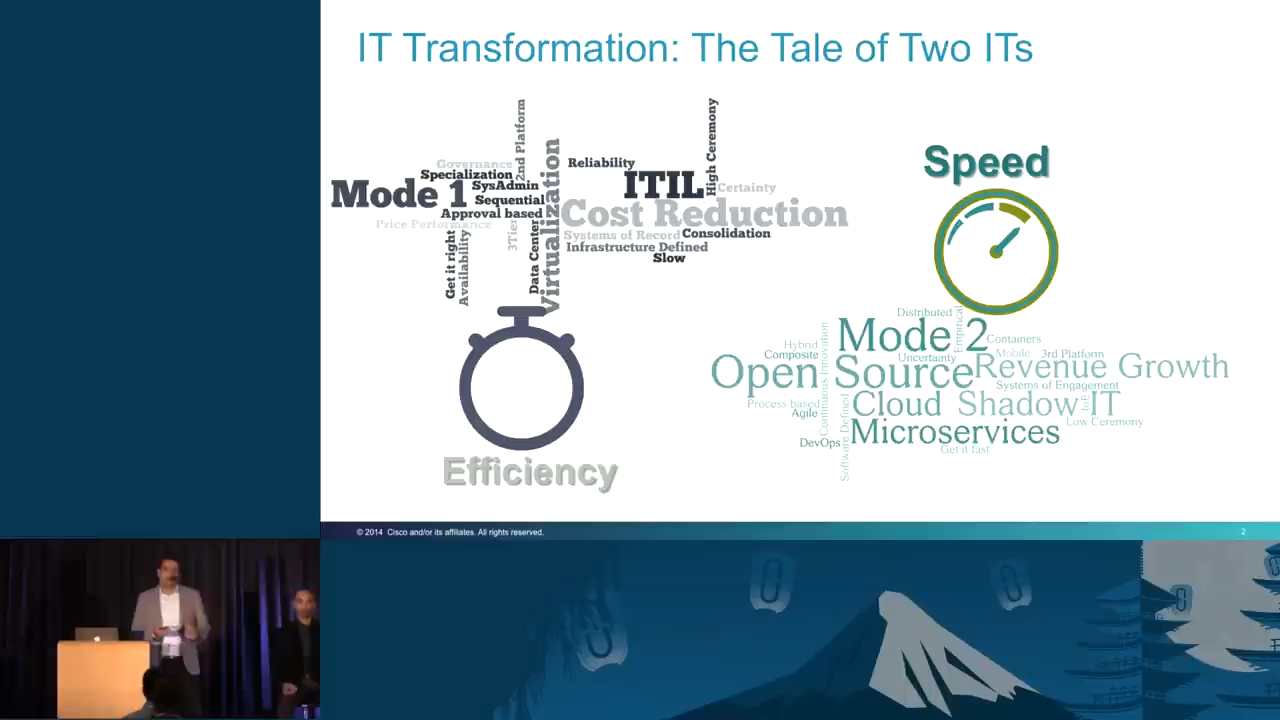 IT Transformation: The Tale of Two ITs
2nd Platform
Governance
Specialization
Mode 1
SysAdmin
Sequential
Approval based
Price Performance
3Tier
Get it right
Availability
Data Center
Virtualization
Reliability
ITIL
High Ceremony
Certainty
Cost Reduction
Systems of Record
Consolidation
Infrastructure Defined
Slow
Efficiency
Speed
Distributed
Empirical
Mode 2
Containers
Hybrid
Composite
Continuous Innovation
Uncertainty
Mobile
3rd Platform
Open Source
Revenue Growth
Systems of Engagement
Process based
Agile
Cloud
Shadow IT
IoE
Low Ceremony
DevOps
Software Defined
Microservices
Get it fast
© 2014 Cisco and/or its affiliates. All rights reserved.
2